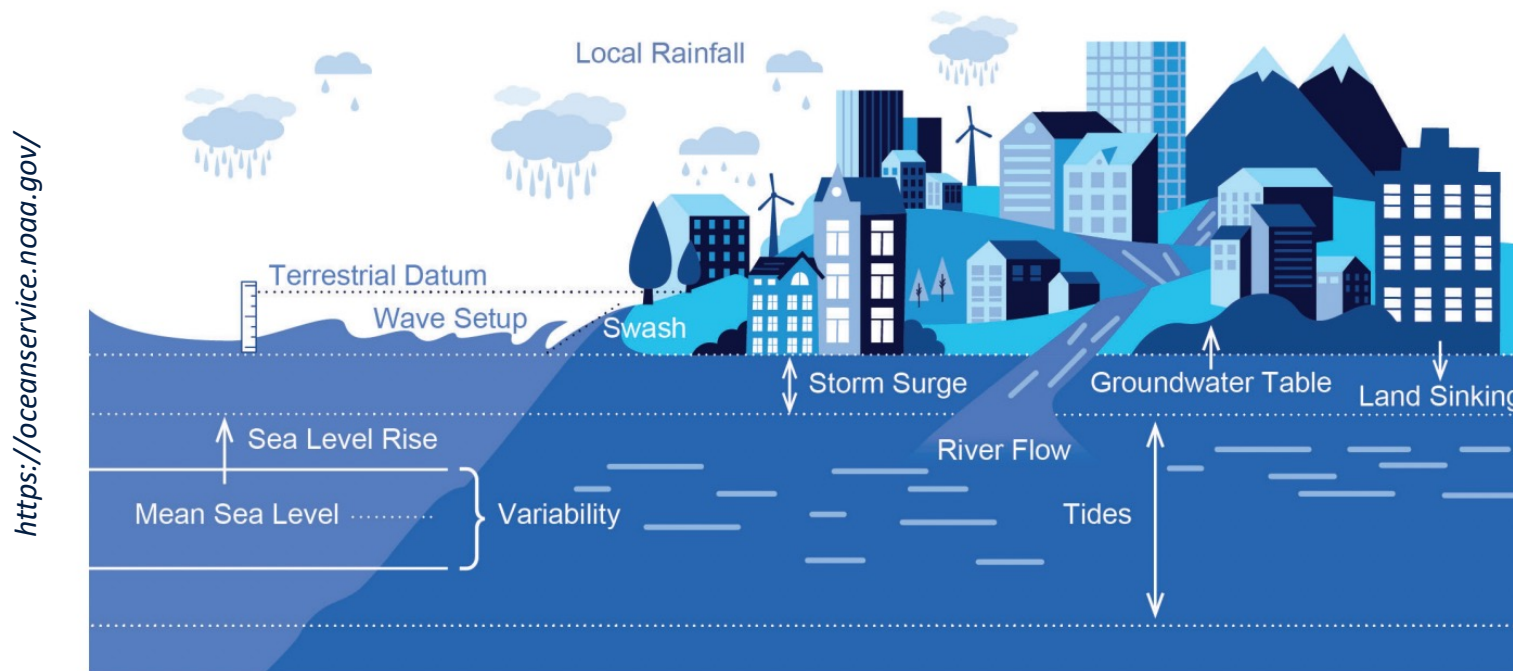 https://oceanservice.noaa.gov/
Local Rainfall
Terrestrial Datum
Wave Setup
Swash
Storm Surge
Groundwater Table
Land Sinking
Sea Level Rise
River Flow
Mean Sea Level
Variability
Tides